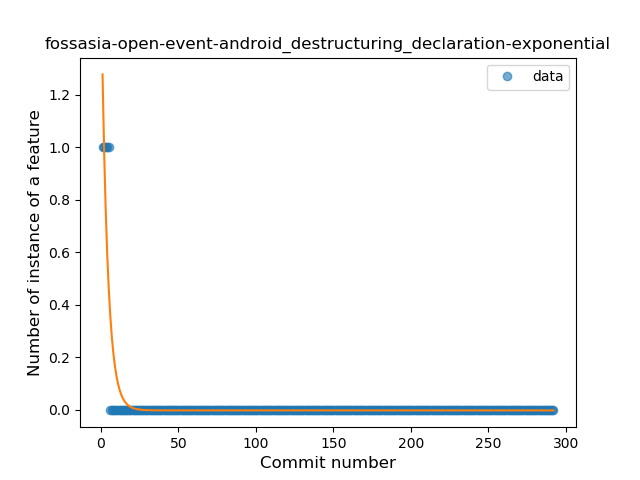 fossasia-open-event-android_destructuring_declaration-exponential
data
Number of instance of a feature
1.2
1.0
0.8
0.6
0.4
0.2
0.0
0 50 100 150 200 250 300
Commit number